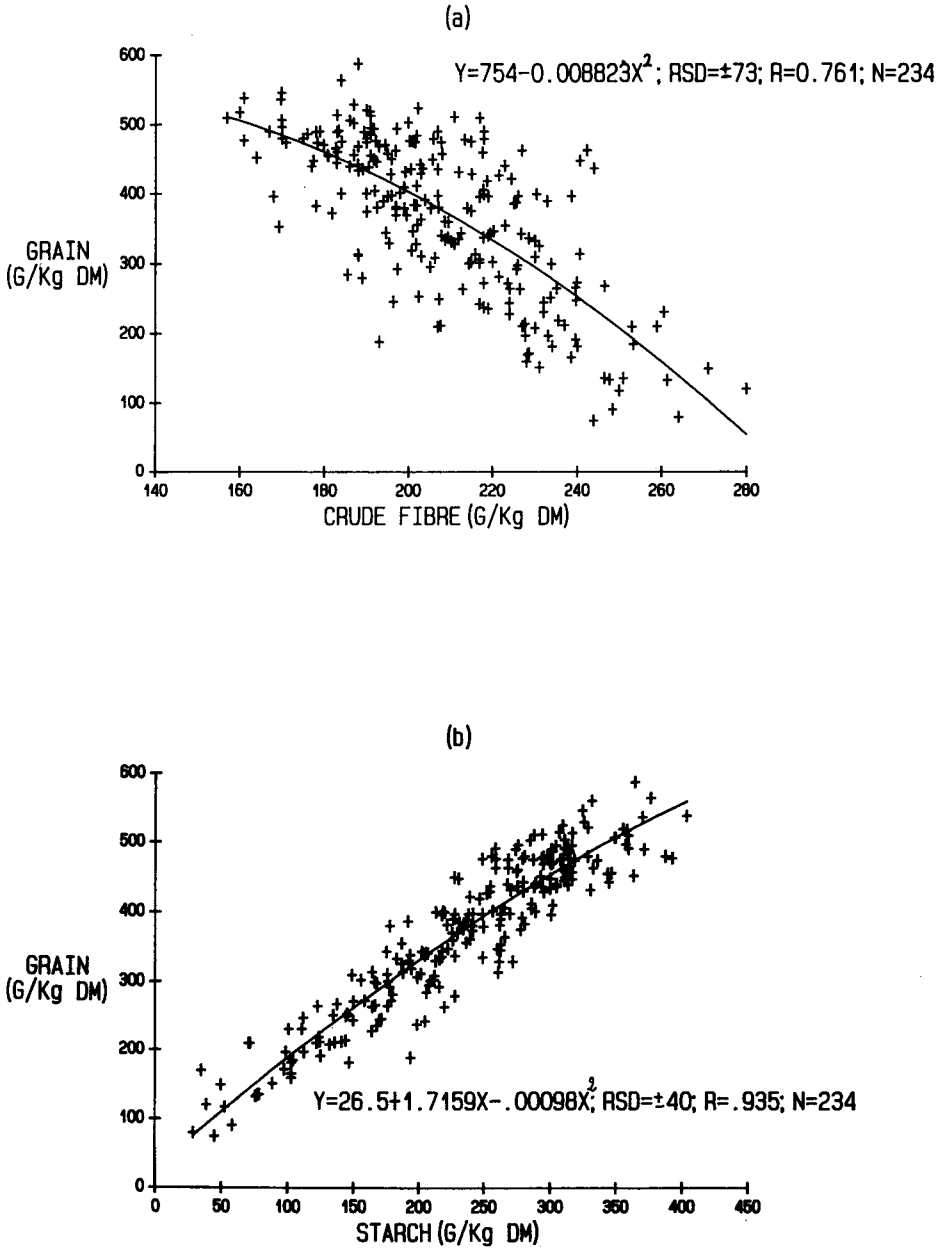 (a)
Y=754-0.008823X²; RSD=±73; R=0.761; N=234
600
500
400
300
200
100
0
GRAIN
(G/Kg DM)
140 160 180 200 220 240 260 280
CRUDE FIBRE (G/Kg DM)
(b)
600
500
400
300
200
100
0
GRAIN
(G/Kg DM)
Y=26.5+1.7159X-.00098X²; RSD=±40; R=.935; N=234
0 50 100 150 200 250 300 350 400 450
STARCH (G/Kg DM)